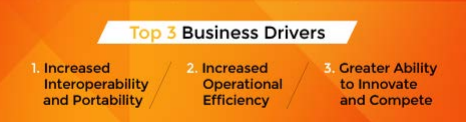 Top 3 Business Drivers
1. Increased
Interoperability
and Portability
2. Increased
Operational
Efficiency
3. Greater Ability
to Innovate
and Compete